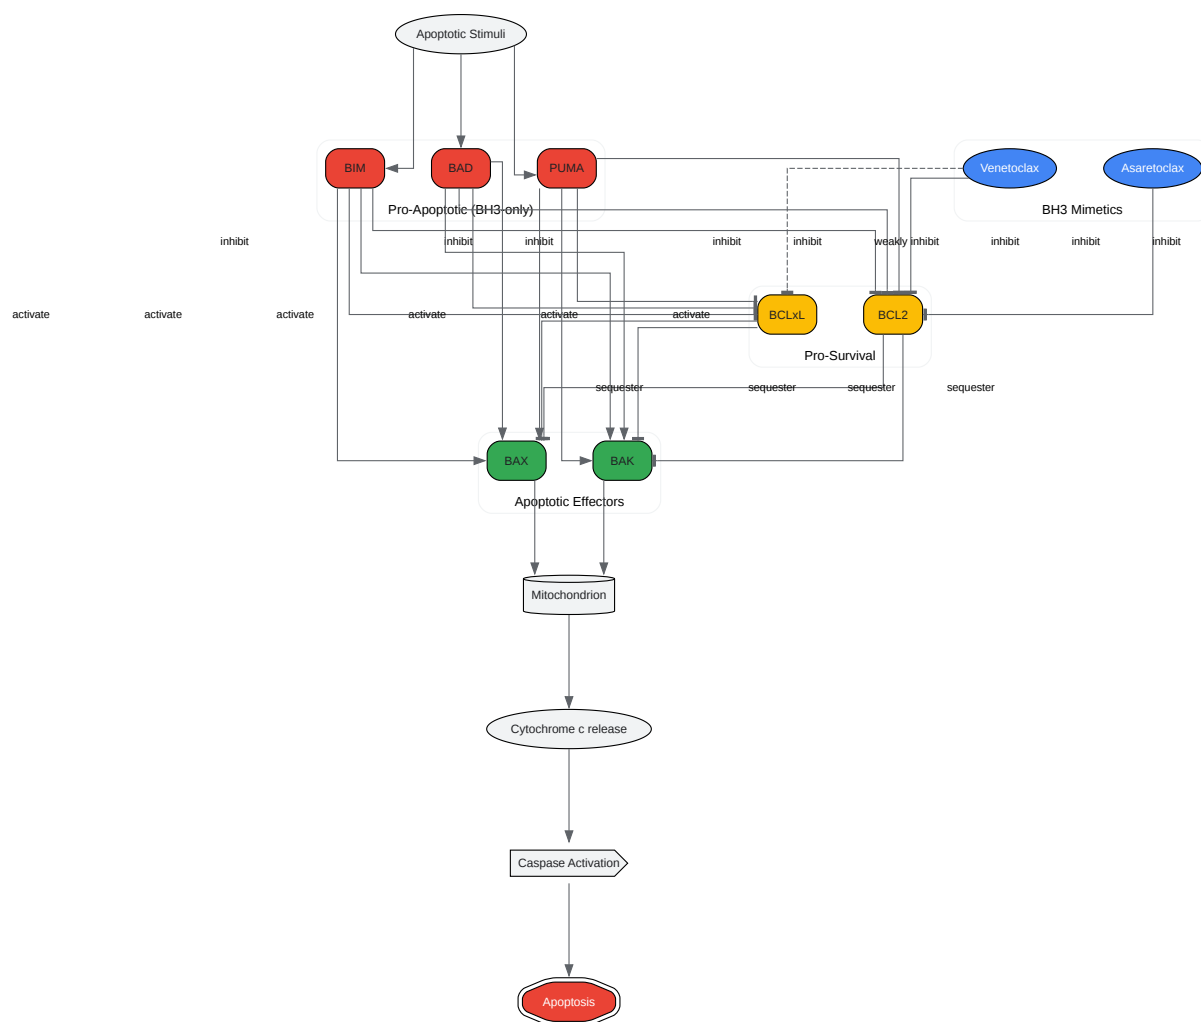 Apoptotic Stimuli
BIM
BAD
PUMA
Venetoclax
Asaretoclax
Pro-Apoptotic (BH3-only)
BH3 Mimetics
inhibit
inhibit
inhibit
inhibit
inhibit
weakly inhibit
inhibit
inhibit
inhibit
activate
activate
activate
activate
activate
activate
BCLxL
BCL2
Pro-Survival
sequester
sequester
sequester
sequester
BAX
BAK
Apoptotic Effectors
Mitochondrion
Cytochrome c release
Caspase Activation
Apoptosis